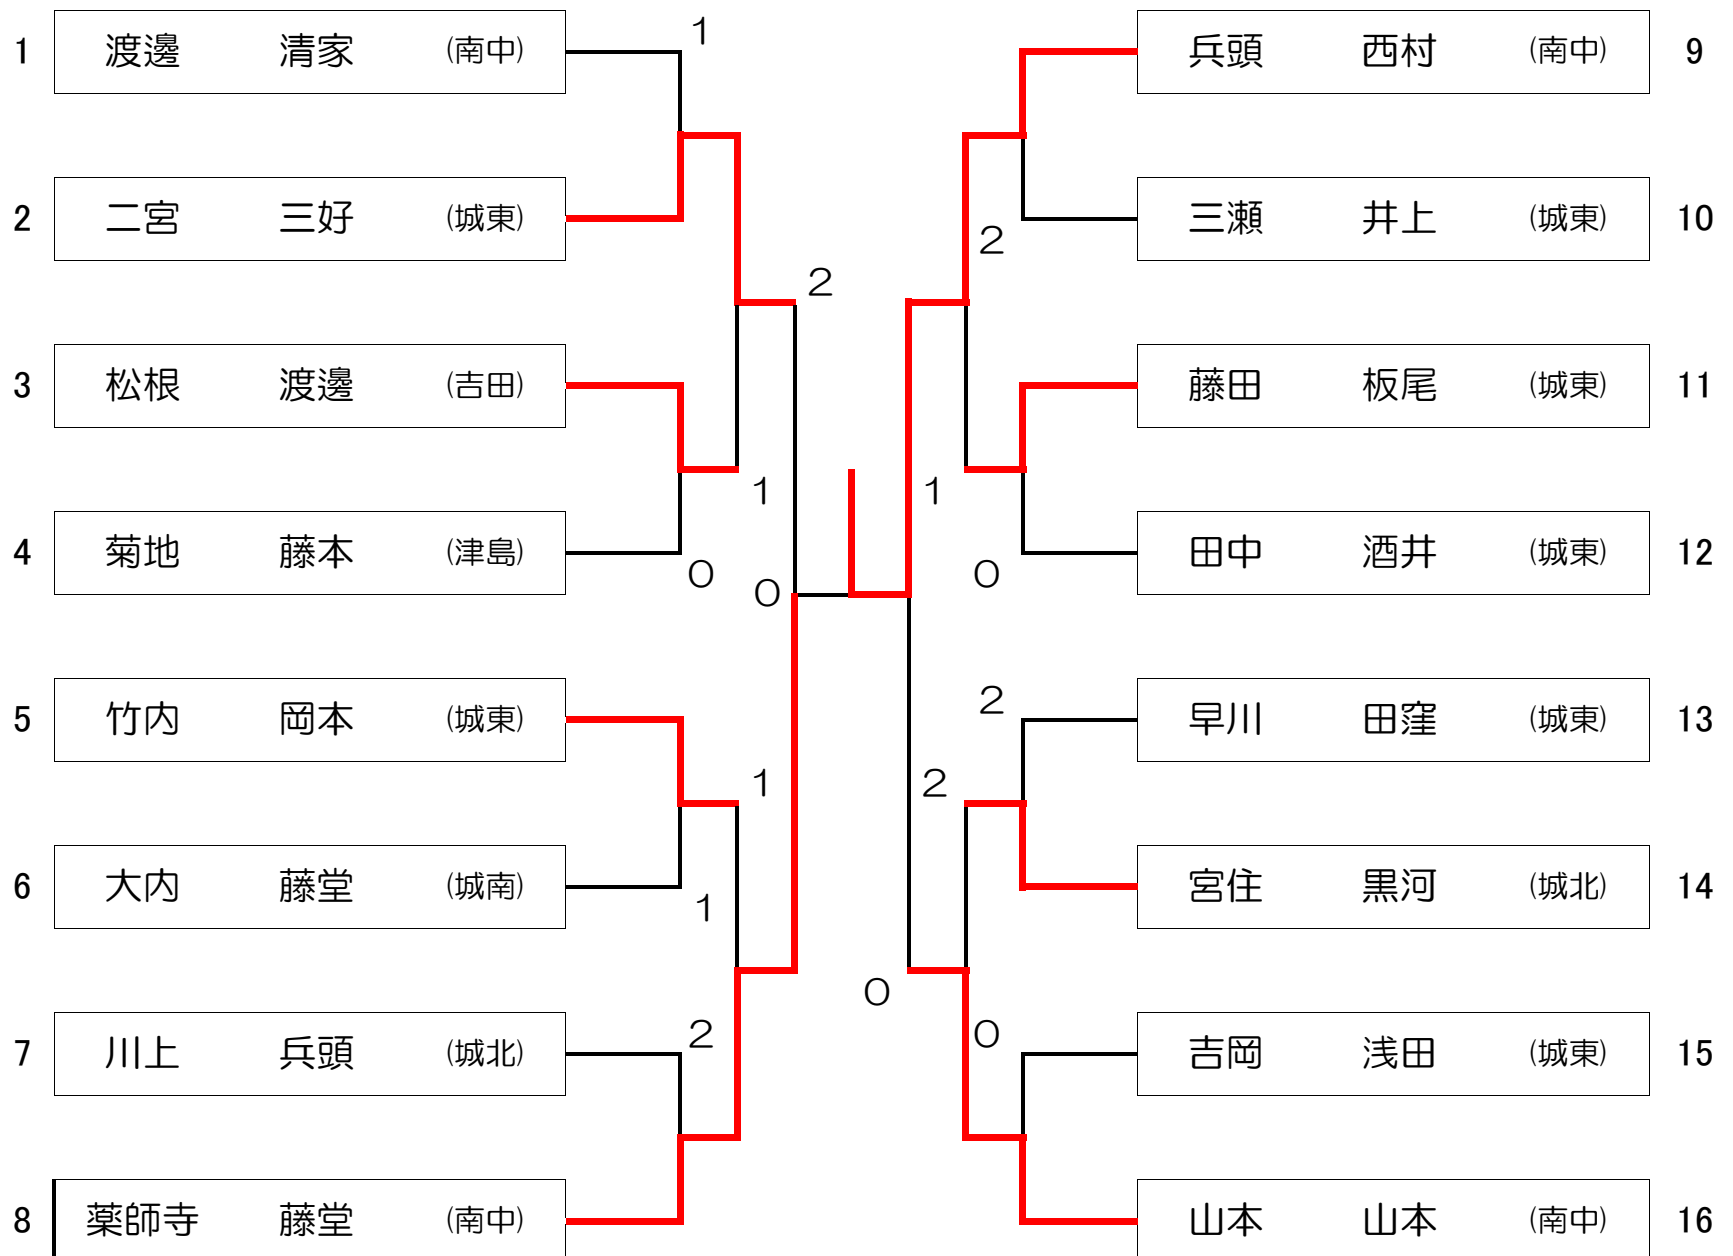 1 渡邊 清家 (南中) 1
兵頭 西村 (南中) 9
2 二宮 三好 (城東)
三瀬 井上 (城東) 10
2
2
3 松根 渡邊 (吉田)
藤田 板尾 (城東) 11
1
1
4 菊地 藤本 (津島)
田中 酒井 (城東) 12
0
0
0
5 竹内 岡本 (城東)
2
早川 田窪 (城東) 13
1
2
6 大内 藤堂 (城南)
宮住 黒河 (城北) 14
1
0
7 川上 兵頭 (城北)
2
0
吉岡 浅田 (城東) 15
8 薬師寺 藤堂 (南中)
山本 山本 (南中) 16